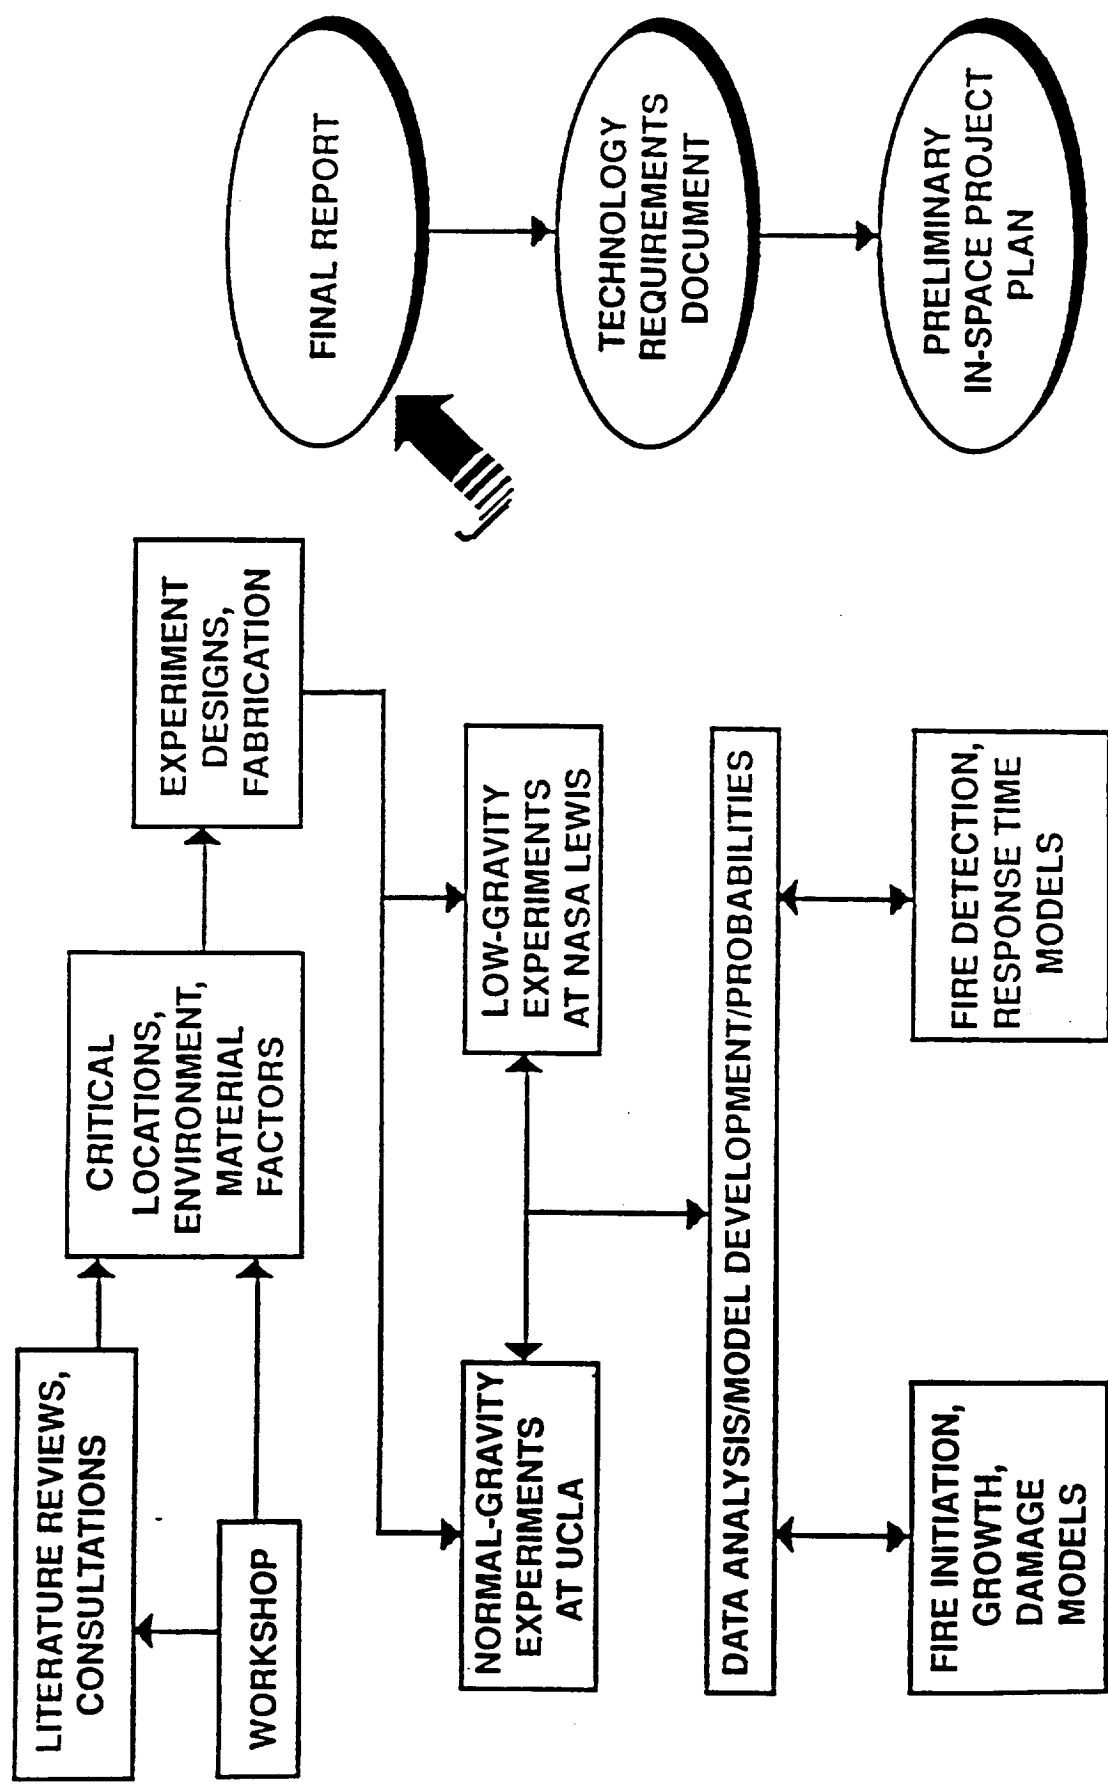 LITERATURE REVIEWS,
CONSULTATIONS
WORKSHOP
CRITICAL
LOCATIONS,
ENVIRONMENT,
MATERIAL
FACTORS
EXPERIMENT
DESIGNS,
FABRICATION
NORMAL-GRAVITY
EXPERIMENTS
AT UCLA
LOW-GRAVITY
EXPERIMENTS
AT NASA LEWIS
DATA ANALYSIS/MODEL DEVELOPMENT/PROBABILITIES
FIRE INITIATION,
GROWTH,
DAMAGE
MODELS
FIRE DETECTION,
RESPONSE TIME
MODELS
FINAL REPORT
TECHNOLOGY
REQUIREMENTS
DOCUMENT
PRELIMINARY
IN-SPACE PROJECT
PLAN